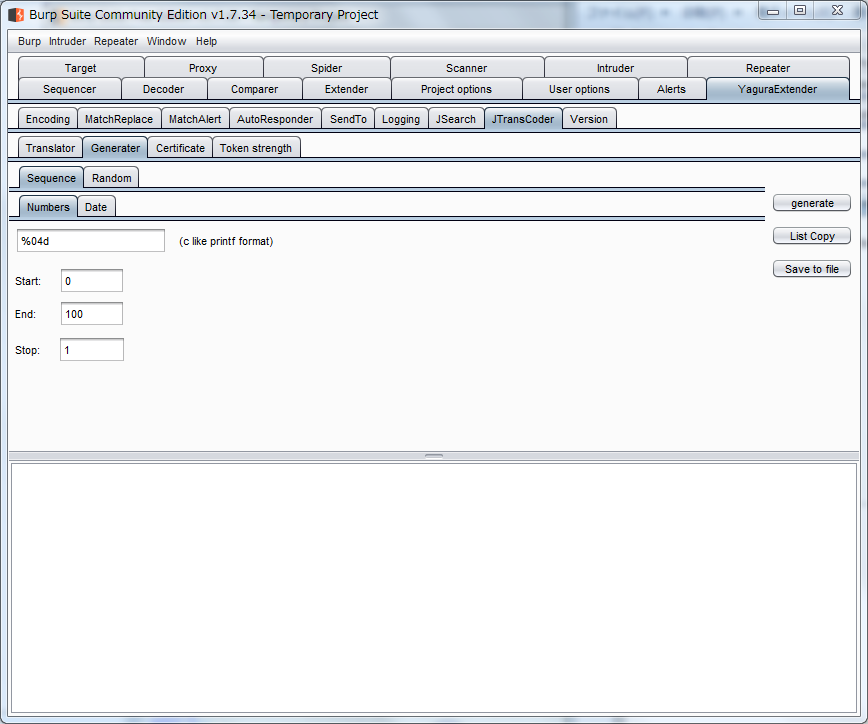 Burp Suite Community Edition v1.7.34 - Temporary Project
Burp Intruder Repeater Window Help
Target Proxy Spider Scanner Intruder Repeater
Sequencer Decoder Comparer Extender Project options User options Alerts YaguraExtender
Encoding MatchReplace MatchAlert AutoResponder SendTo Logging JSearch JTransCoder Version
Translator Generater Certificate Token strength
Sequence Random
Numbers Date
generate
%04d (c like printf format)
List Copy
Start: 0
Save to file
End: 100
Stop: 1